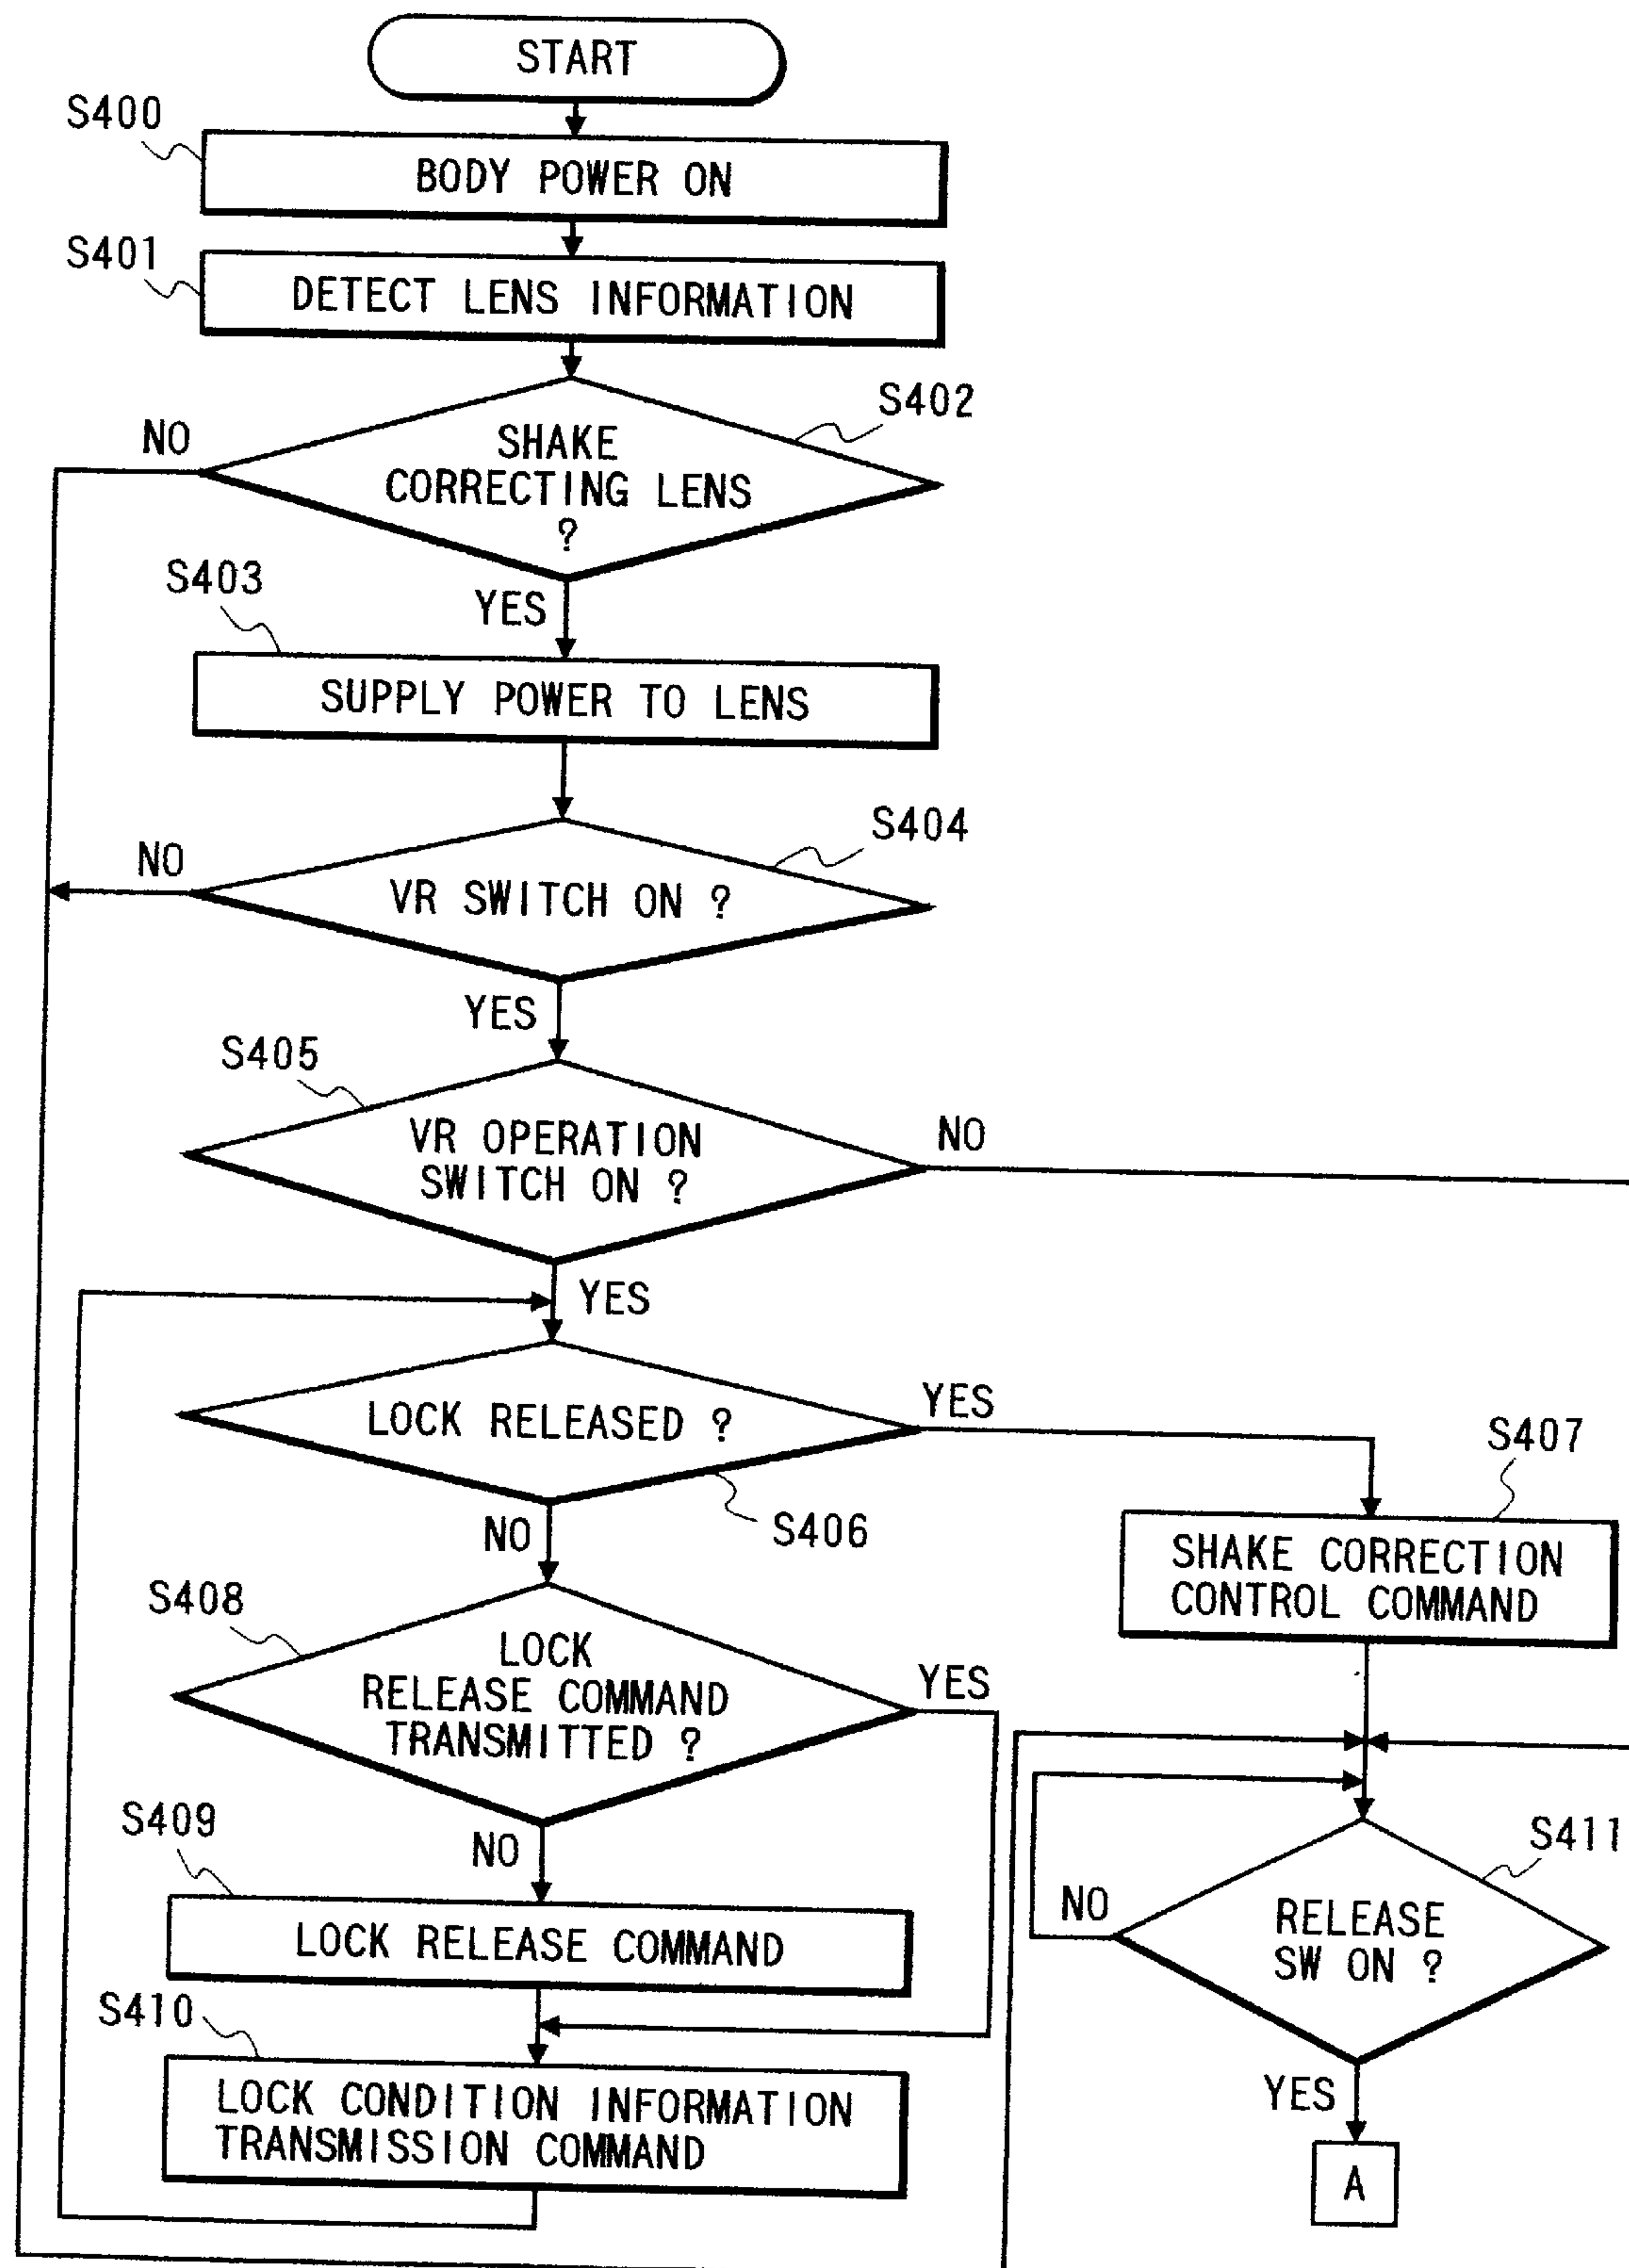 START
S400
BODY POWER ON
S401
DETECT LENS INFORMATION
S402
NO
SHAKE
CORRECTING LENS
?
S403
YES
SUPPLY POWER TO LENS
S404
NO
VR SWITCH ON ?
YES
S405
VR OPERATION
SWITCH ON ?
NO
YES
LOCK RELEASED ?
YES
S407
NO
S406
SHAKE CORRECTION
CONTROL COMMAND
S408
LOCK
RELEASE COMMAND
TRANSMITTED ?
YES
S409
NO
S411
NO
RELEASE
SW ON ?
LOCK RELEASE COMMAND
S410
YES
LOCK CONDITION INFORMATION
TRANSMISSION COMMAND
A